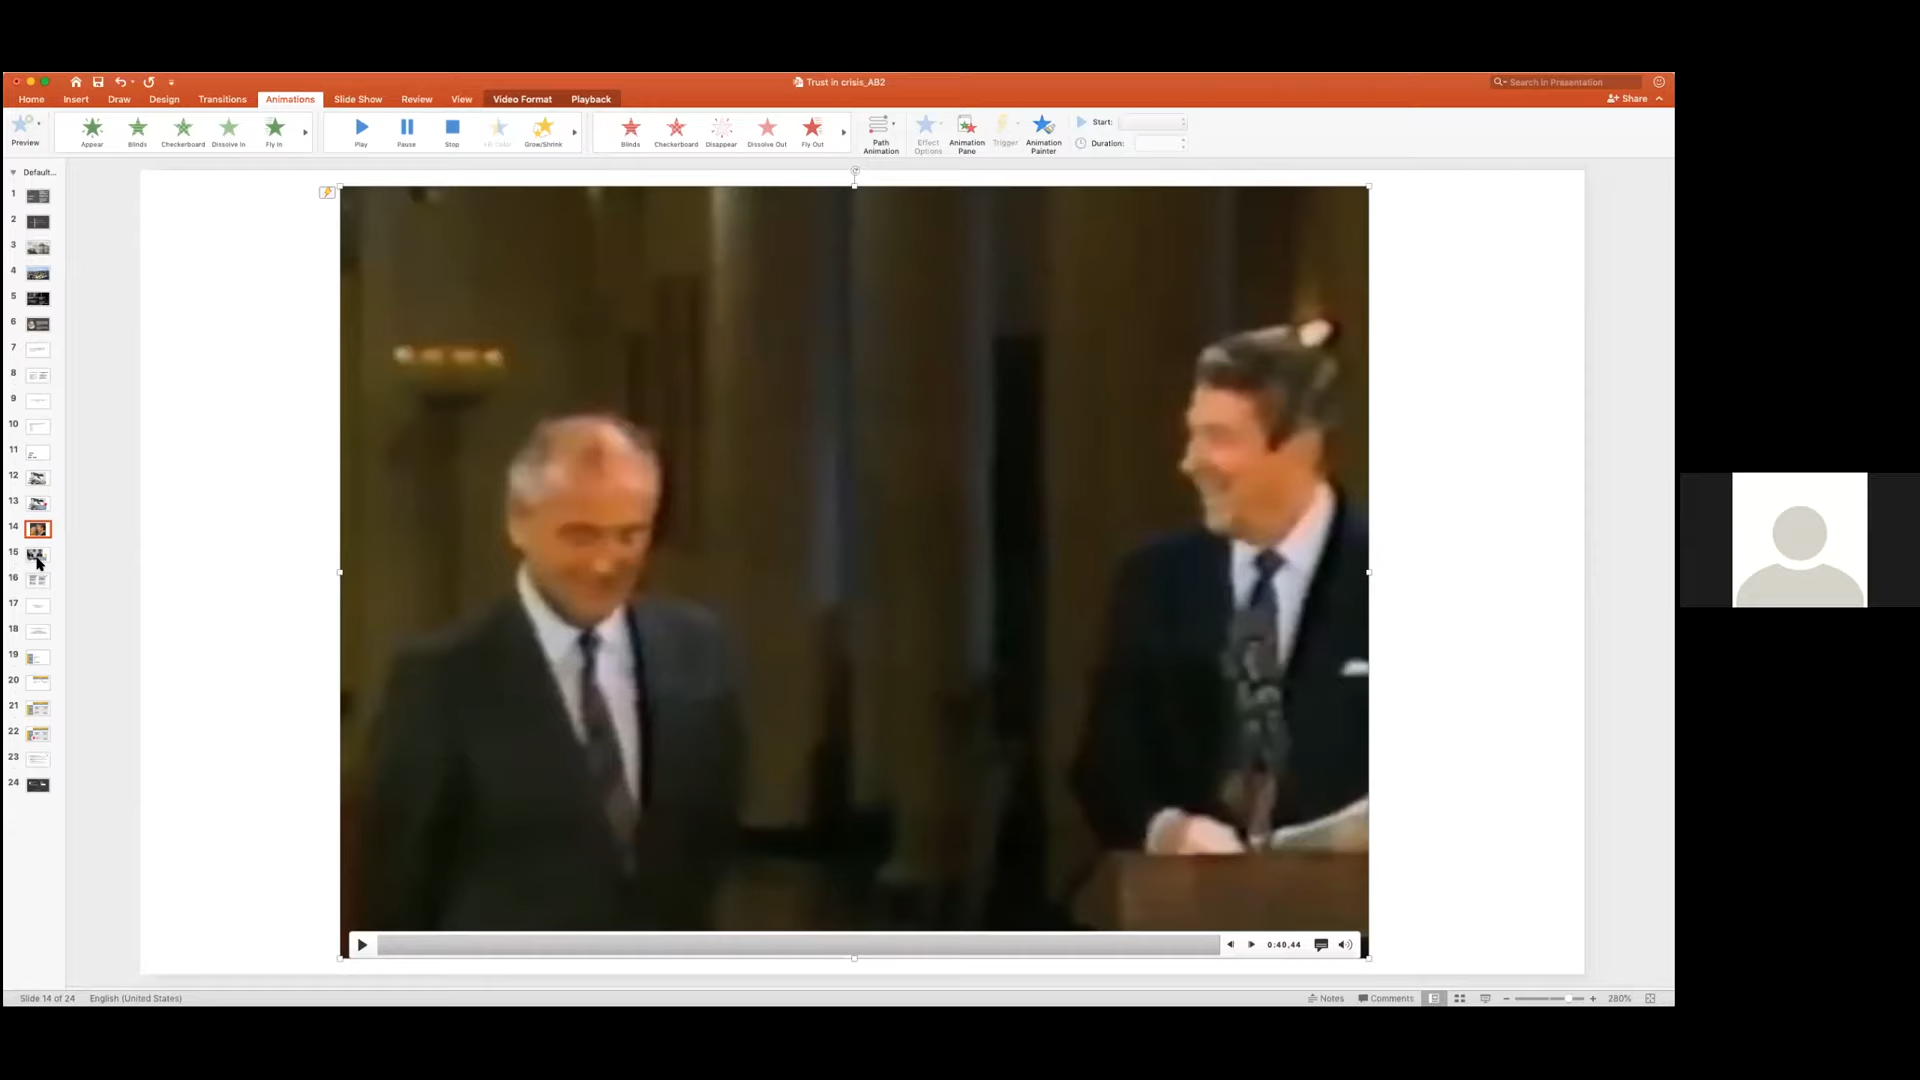 Trust in crisis_AB2
Search in Presentation
Home Insert Draw Design Transitions Animations Slide Show Review View Video Format Playback
Share
Preview
Appear Blinds Checkerboard Dissolve In Fly In
Play Pause Stop Fill Color Grow/Shrink
Blinds Checkerboard Disappear Dissolve Out Fly Out
Path Animation
Effect Options
Animation Pane
Trigger
Animation Painter
Start:
Duration:
Default...
1
2
3
4
5
6
7
8
9
10
11
12
13
14
15
16
17
18
19
20
21
22
23
24
0:40,44
Slide 14 of 24 English (United States)
Notes Comments 280%